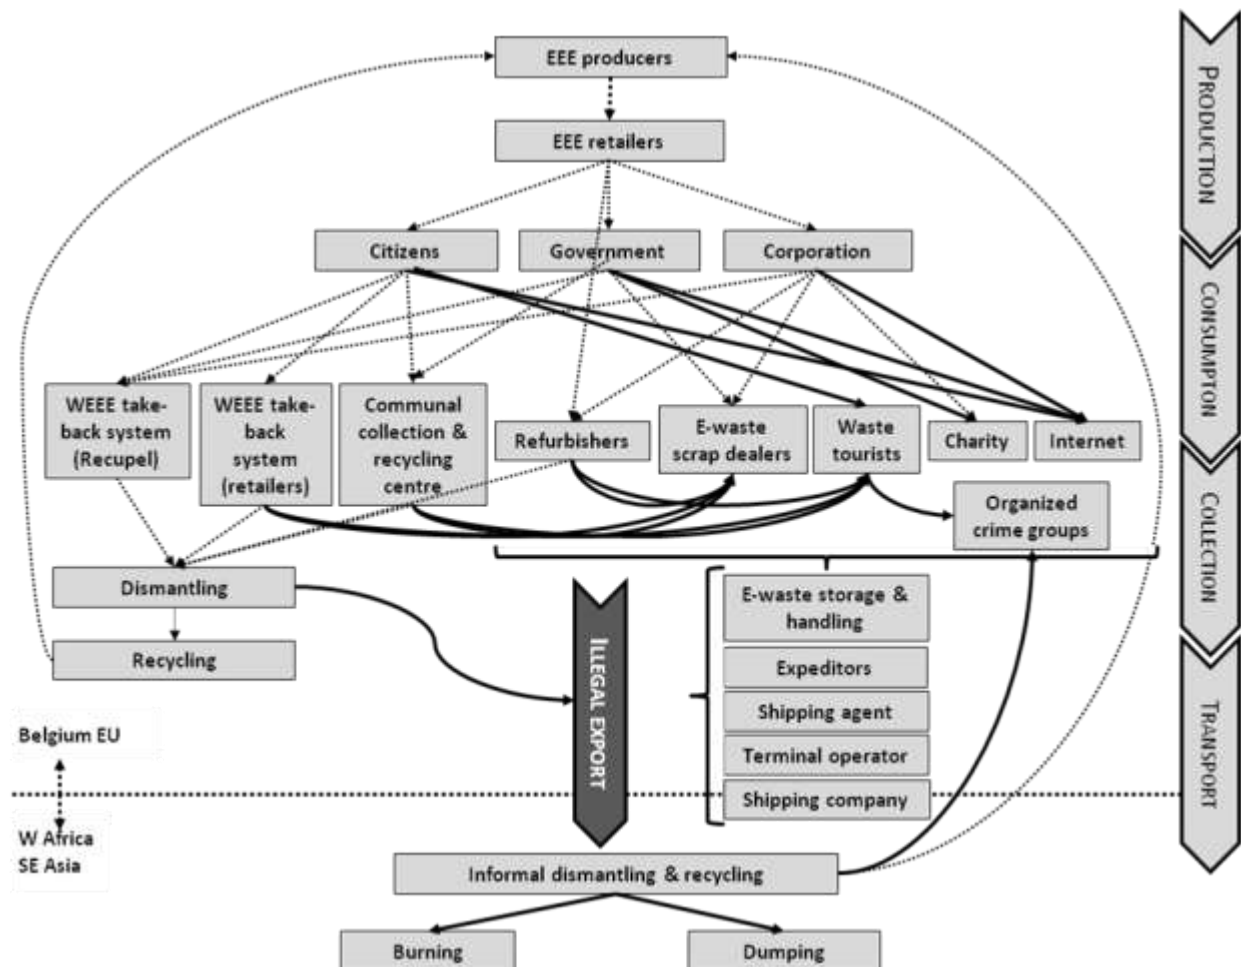 EEE producers
EEE retailers
Citizens
Government
Corporation
WEEE take-
back system
(Recupel)
WEEE take-
back
system
(retailers)
Communal
collection &
recycling
centre
Refurbishers
E-waste
scrap dealers
Waste
tourists
Charity
Internet
Organized
crime groups
Dismantling
Recycling
ILLEGAL EXPORT
E-waste storage &
handling
Expeditors
Shipping agent
Terminal operator
Shipping company
Belgium EU
W Africa
SE Asia
Informal dismantling & recycling
Burning
Dumping
PRODUCTION
CONSUMPTON
COLLECTION
TRANSPORT